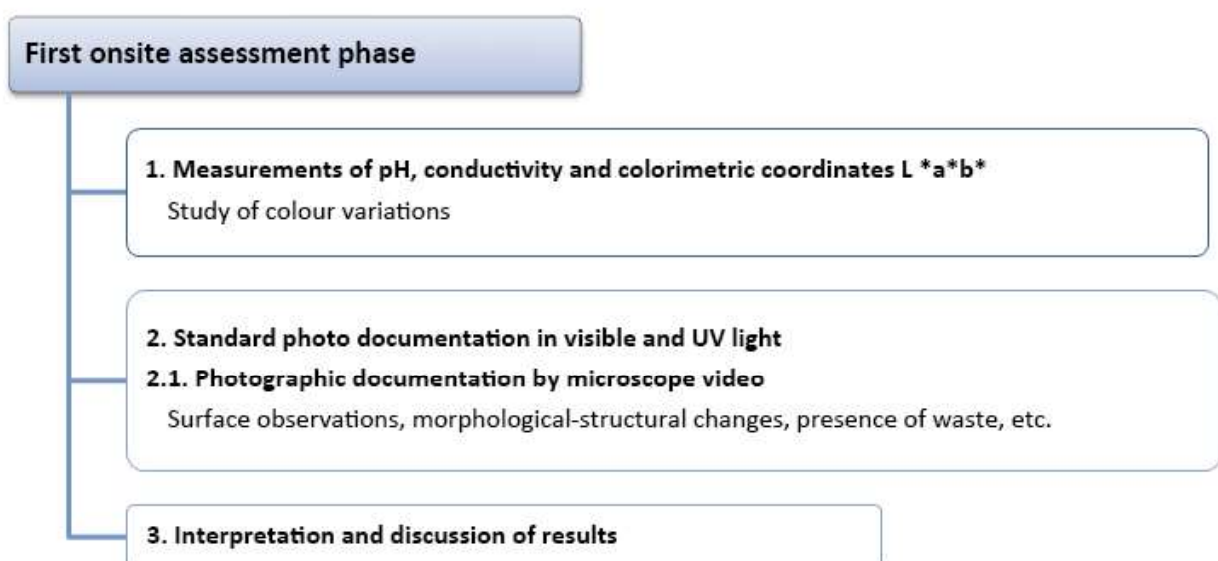 First onsite assessment phase
1. Measurements of pH, conductivity and colorimetric coordinates L *a*b*
Study of colour variations
2. Standard photo documentation in visible and UV light
2.1. Photographic documentation by microscope video
Surface observations, morphological-structural changes, presence of waste, etc.
3. Interpretation and discussion of results